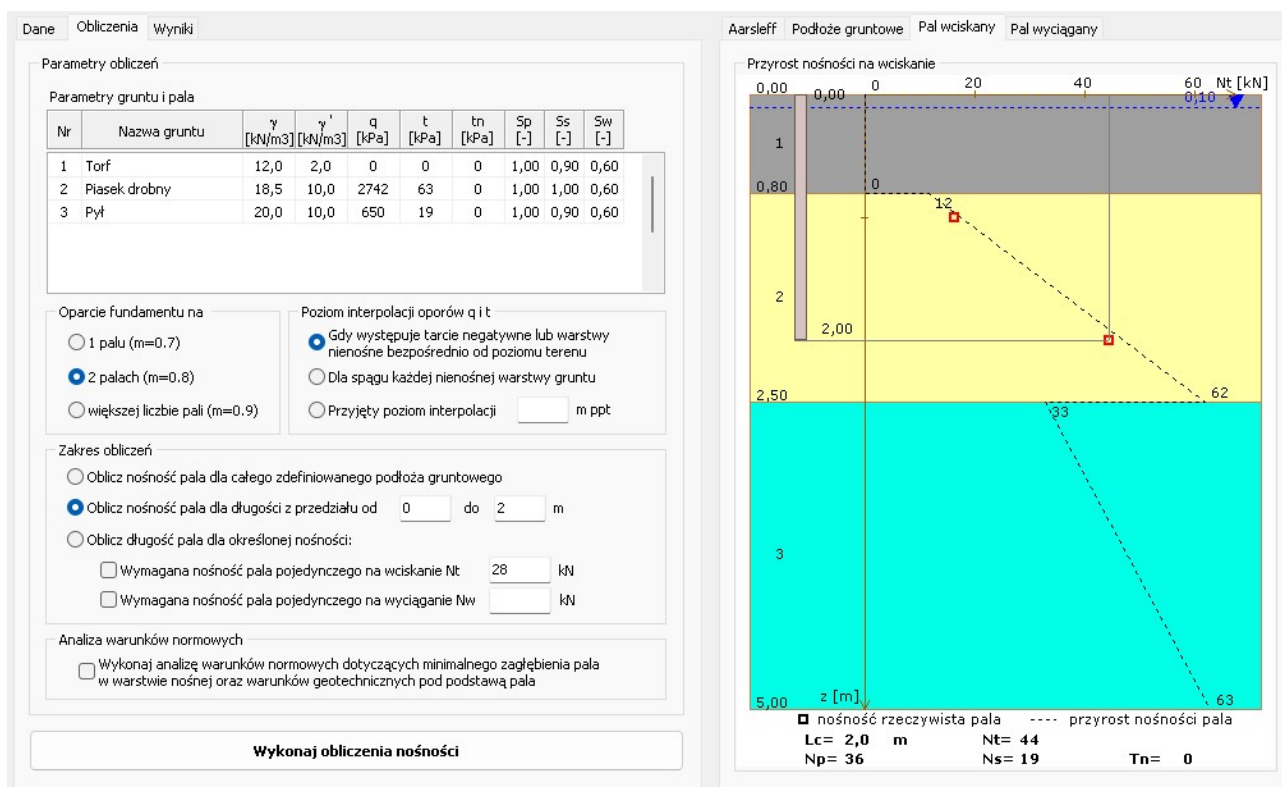 Dane Obliczenia Wyniki
Parametry obliczeń
Parametry gruntu i pala
Nr Nazwa gruntu γ [kN/m3] γ ' [kN/m3] q [kPa] t [kPa] tn [kPa] Sp [-] Ss [-] Sw [-]
1 Torf 12,0 2,0 0 0 0 1,00 0,90 0,60
2 Piasek drobny 18,5 10,0 2742 63 0 1,00 1,00 0,60
3 Pył 20,0 10,0 650 19 0 1,00 0,90 0,60
Oparcie fundamentu na
1 palu (m=0.7)
2 palach (m=0.8)
większej liczbie pali (m=0.9)
Poziom interpolacji oporów q i t
Gdy występuje tarcie negatywne lub warstwy
nienośne bezpośrednio od poziomu terenu
Dla spągu każdej nienośnej warstwy gruntu
Przyjęty poziom interpolacji m ppt
Zakres obliczeń
Oblicz nośność pala dla całego zdefiniowanego podłoża gruntowego
Oblicz nośność pala dla długości z przedziału od 0 do 2 m
Oblicz długość pala dla określonej nośności:
Wymagana nośność pala pojedynczego na wciskanie Nt 28 kN
Wymagana nośność pala pojedynczego na wyciąganie Nw kN
Analiza warunków normowych
Wykonaj analizę warunków normowych dotyczących minimalnego zagłębienia pala
w warstwie nośnej oraz warunków geotechnicznych pod podstawą pala
Wykonaj obliczenia nośności
Aarsleff Podłoże gruntowe Pal wciskany Pal wyciągany
Przyrost nośności na wciskanie
0 20 40 60 Nt [kN]
0,00 0,00 0,10
1
0,80 0
12
2
2,00
2,50 62
33
3
5,00 z [m] 63
nośność rzeczywista pala ---- przyrost nośności pala
Lc= 2,0 m Nt= 44
Np= 36 Ns= 19 Tn= 0